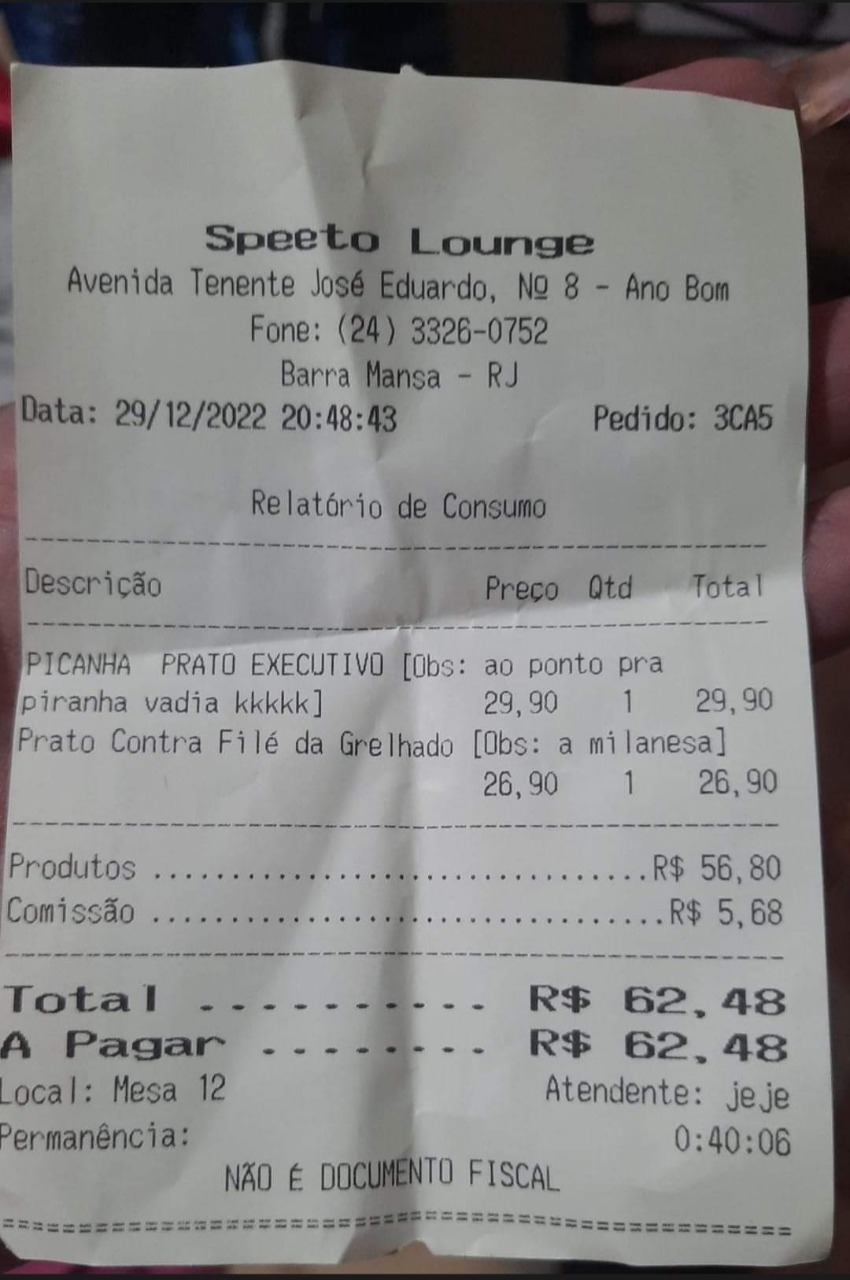 Speeto Lounge
Avenida Tenente José Eduardo, Nº 8 - Ano Bom
Fone: (24) 3326-0752
Barra Mansa - RJ
Data: 29/12/2022 20:48:43 Pedido: 3CA5
Relatório de Consumo
------------------------------------------------
Descrição Preço Qtd Total
------------------------------------------------
PICANHA PRATO EXECUTIVO [Obs: ao ponto pra
piranha vadia kkkkk] 29,90 1 29,90
Prato Contra Filé da Grelhado [Obs: a milanesa]
26,90 1 26,90
------------------------------------------------
Produtos .................................R$ 56,80
Comissão ..................................R$ 5,68
------------------------------------------------
Total .......... R$ 62,48
A Pagar ........ R$ 62,48
Local: Mesa 12 Atendente: jeje
Permanência: 0:40:06
NÃO É DOCUMENTO FISCAL
================================================